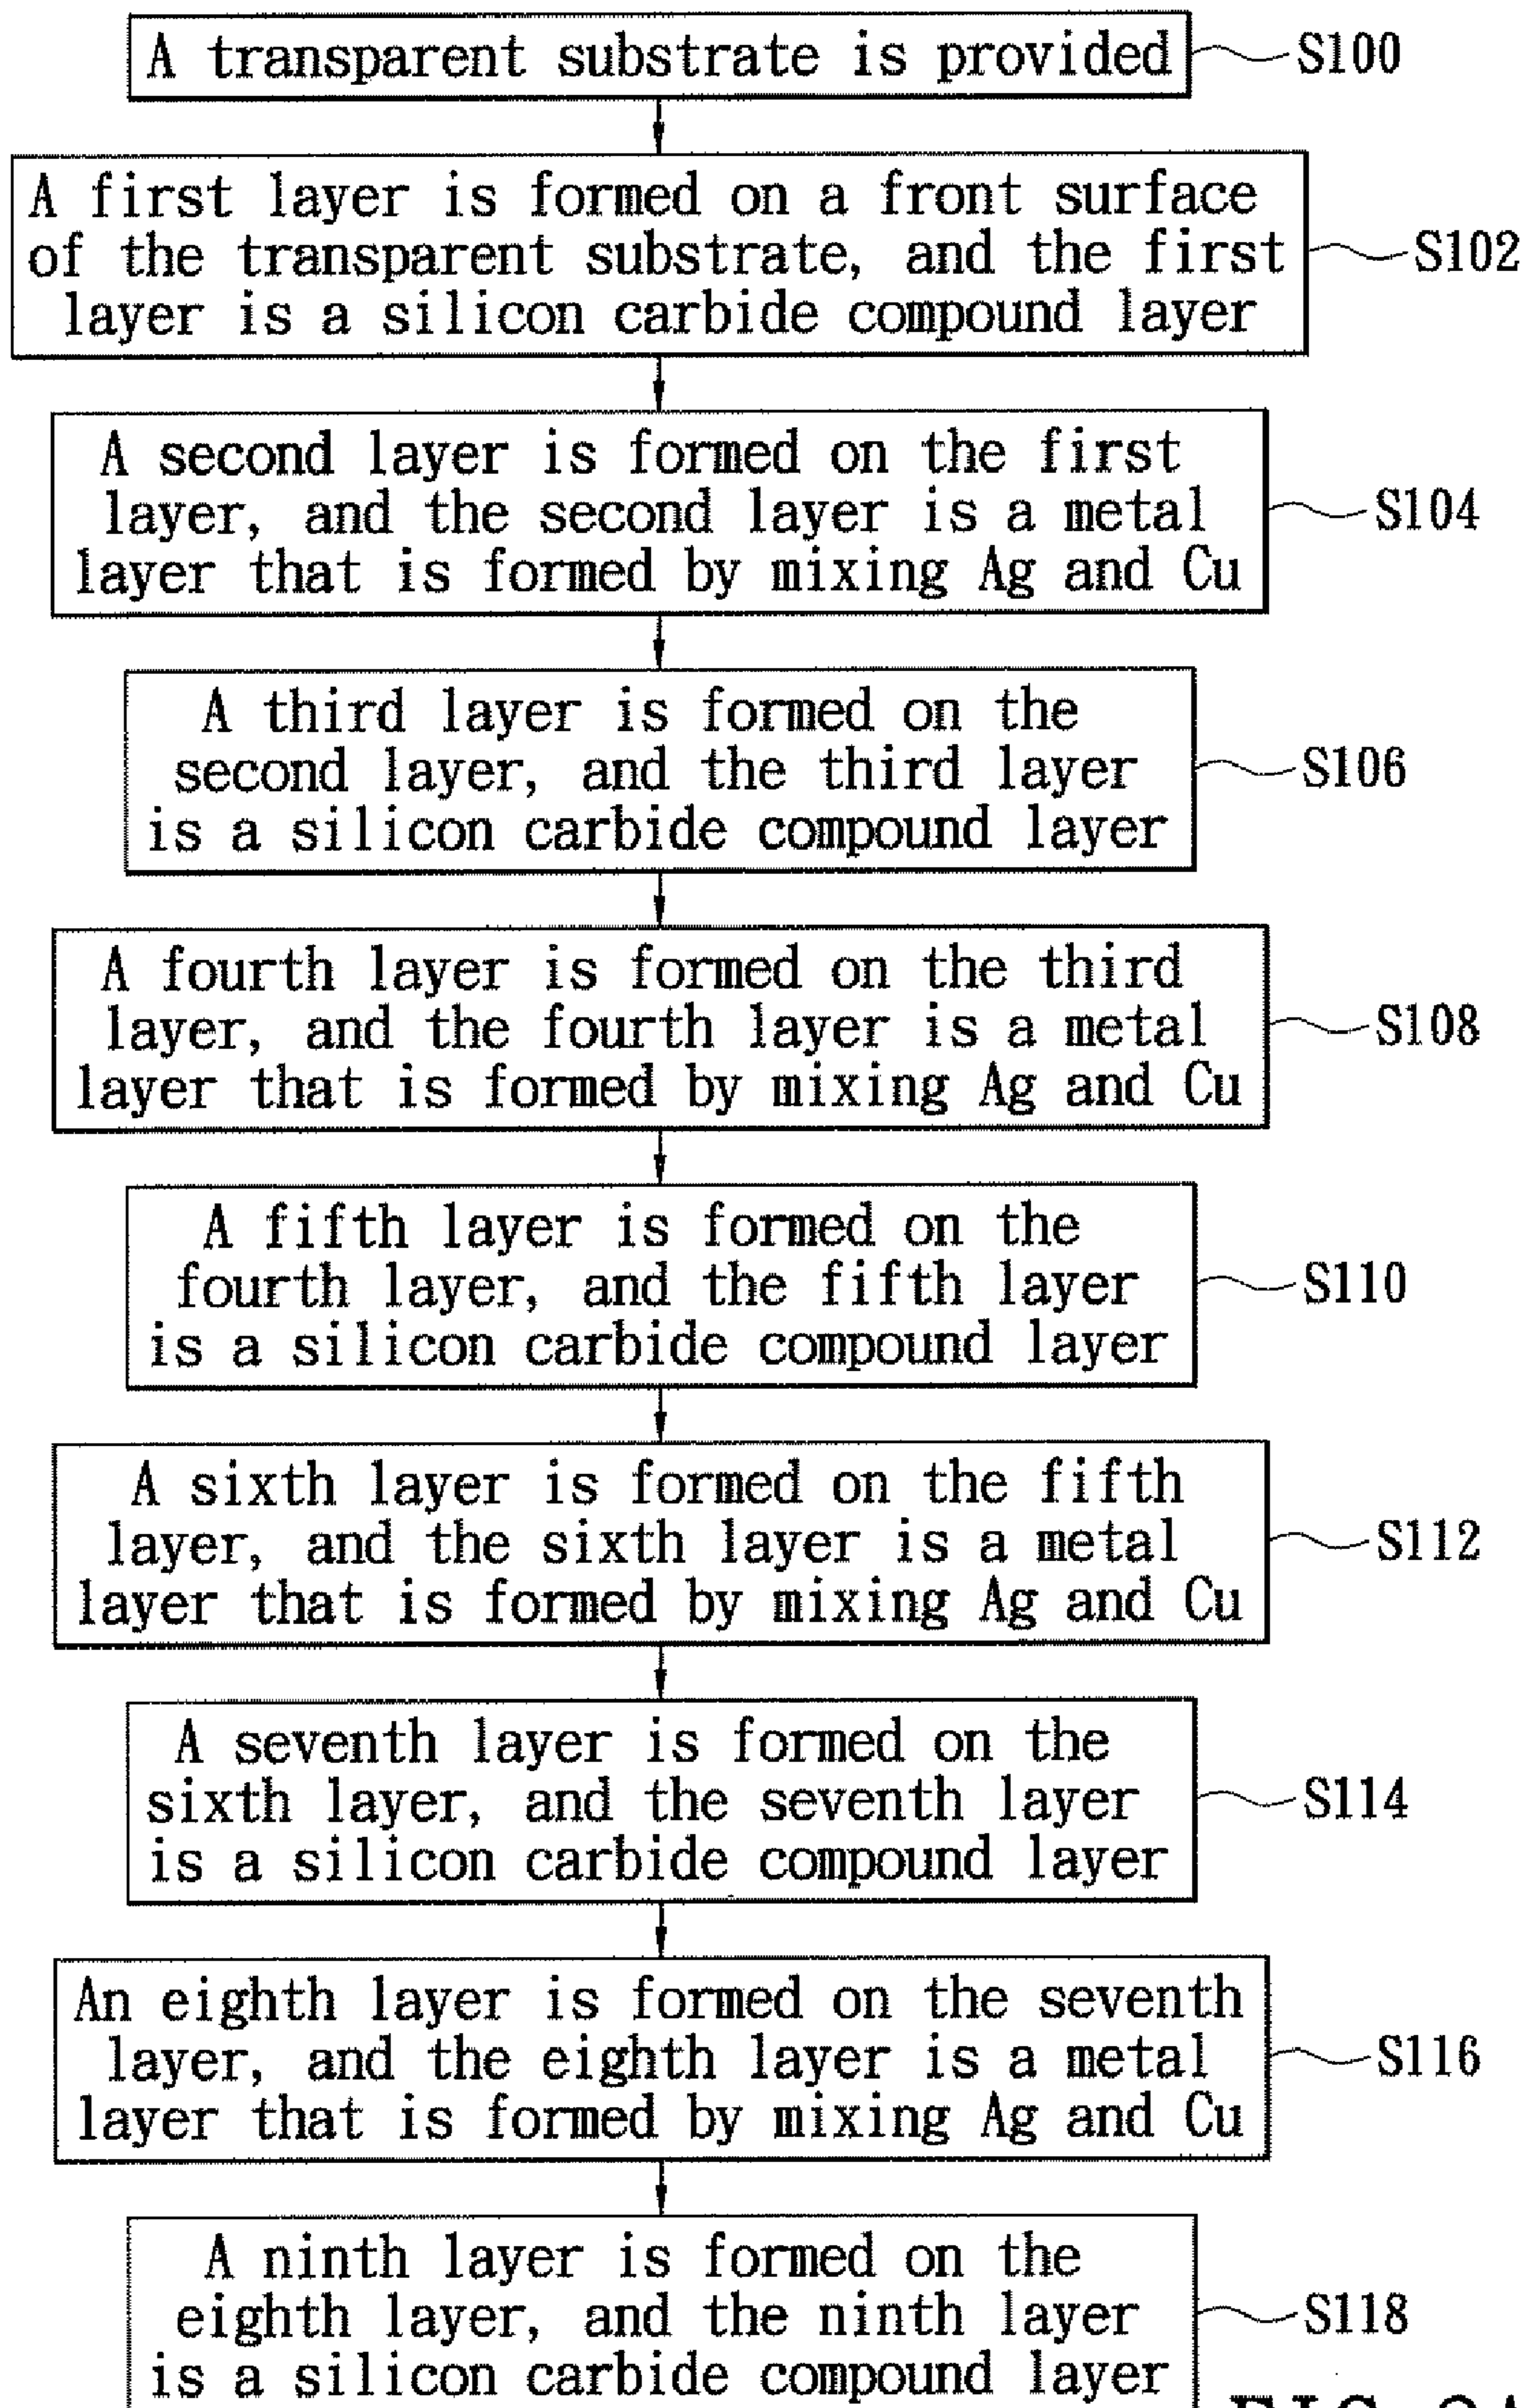 A transparent substrate is provided
S100
A first layer is formed on a front surface
of the transparent substrate, and the first
layer is a silicon carbide compound layer
S102
A second layer is formed on the first
layer, and the second layer is a metal
layer that is formed by mixing Ag and Cu
S104
A third layer is formed on the
second layer, and the third layer
is a silicon carbide compound layer
S106
A fourth layer is formed on the third
layer, and the fourth layer is a metal
layer that is formed by mixing Ag and Cu
S108
A fifth layer is formed on the
fourth layer, and the fifth layer
is a silicon carbide compound layer
S110
A sixth layer is formed on the fifth
layer, and the sixth layer is a metal
layer that is formed by mixing Ag and Cu
S112
A seventh layer is formed on the
sixth layer, and the seventh layer
is a silicon carbide compound layer
S114
An eighth layer is formed on the seventh
layer, and the eighth layer is a metal
layer that is formed by mixing Ag and Cu
S116
A ninth layer is formed on the
eighth layer, and the ninth layer
is a silicon carbide compound layer
S118